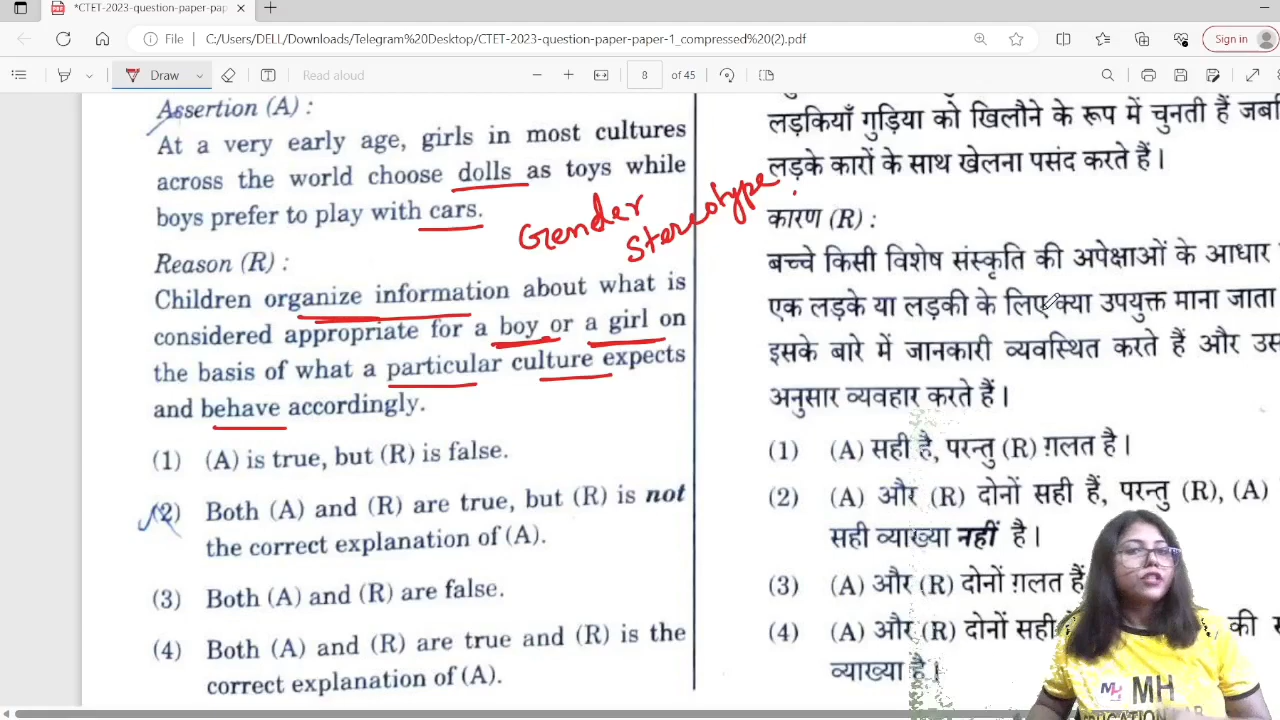 *CTET-2023-question-paper-pap
File
C:/Users/DELL/Downloads/Telegram%20Desktop/CTET-2023-question-paper-paper-1_compressed%20(2).pdf
Sign in
Draw
Read aloud
8
of 45
Assertion (A) :
At a very early age, girls in most cultures
across the world choose dolls as toys while
boys prefer to play with cars.
Gender
Stereotype
Reason (R) :
Children organize information about what is
considered appropriate for a boy or a girl on
the basis of what a particular culture expects
and behave accordingly.
(1) (A) is true, but (R) is false.
(2) Both (A) and (R) are true, but (R) is not
the correct explanation of (A).
(3) Both (A) and (R) are false.
(4) Both (A) and (R) are true and (R) is the
correct explanation of (A).
लड़कियाँ गुड़िया को खिलौने के रूप में चुनती हैं जबकि
लड़के कारों के साथ खेलना पसंद करते हैं।
कारण (R) :
बच्चे किसी विशेष संस्कृति की अपेक्षाओं के आधार
एक लड़के या लड़की के लिए क्या उपयुक्त माना जाता
इसके बारे में जानकारी व्यवस्थित करते हैं और
अनुसार व्यवहार करते हैं।
(1) (A) सही है, परन्तु (R) ग़लत है।
(2) (A) और (R) दोनों सही हैं, परन्तु (R), (A)
सही व्याख्या नहीं है।
(3) (A) और (R) दोनों ग़लत हैं
(4) (A) और (R) दोनों सही की
व्याख्या है।
MH